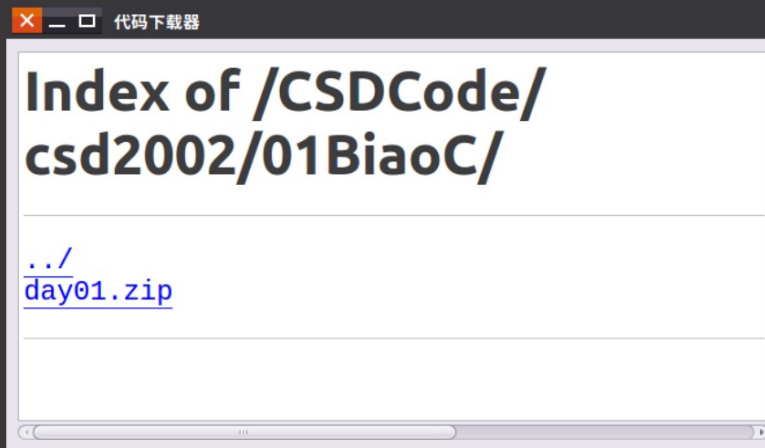 代码下载器
Index of /CSDCode/
csd2002/01BiaoC/
../
day01.zip